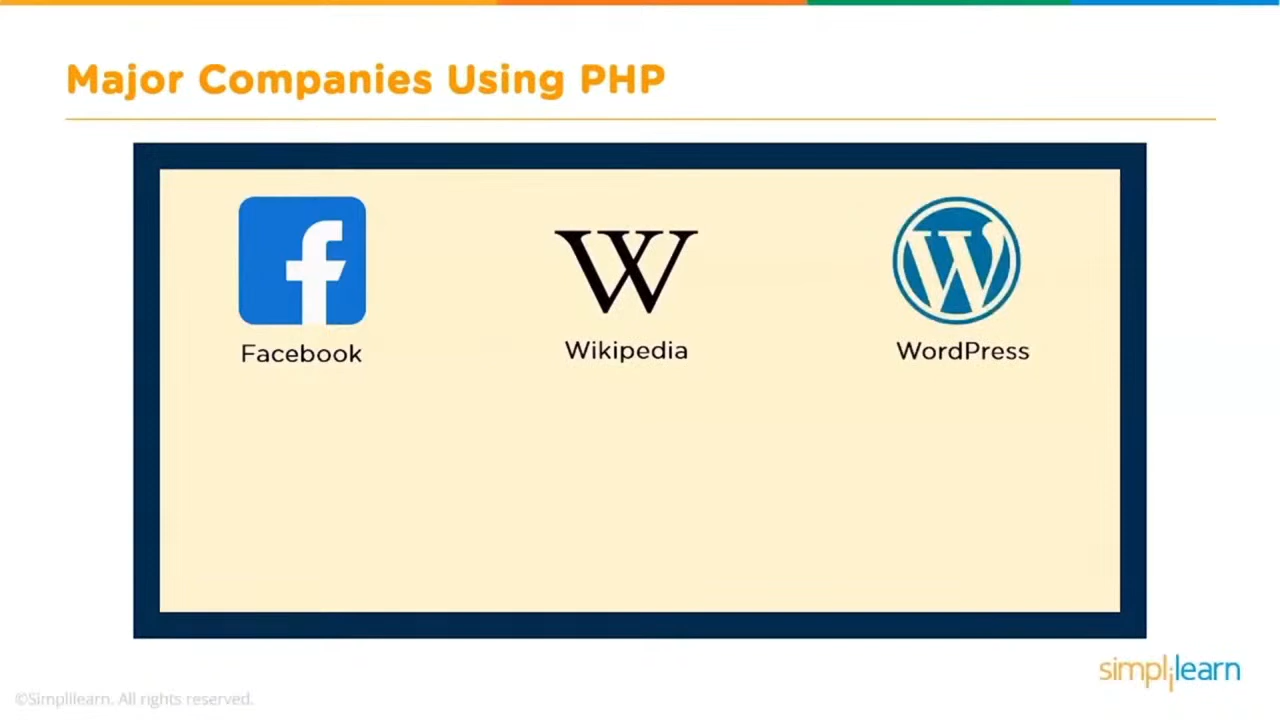 Major Companies Using PHP
Facebook
Wikipedia
WordPress
simplilearn
©Simplilearn. All rights reserved.